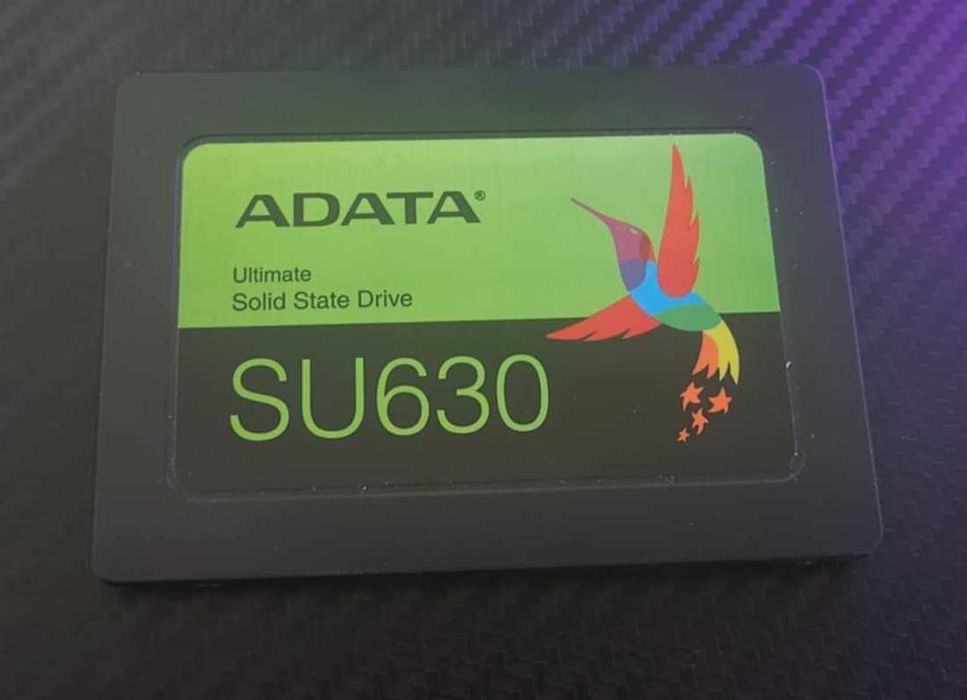 ADATA®
Ultimate
Solid State Drive
SU630